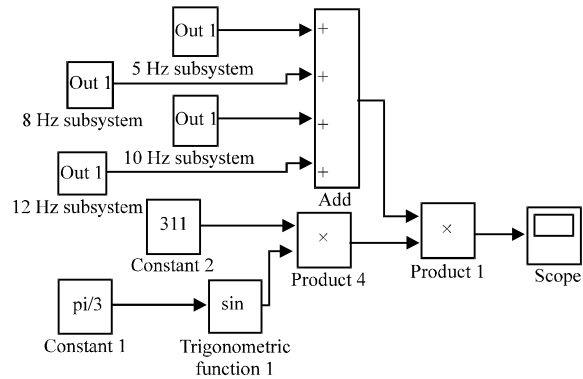 Out 1
+
5 Hz subsystem
Out 1
+
8 Hz subsystem
Out 1
+
10 Hz subsystem
Out 1
+
12 Hz subsystem
Add
311
Constant 2
×
Product 4
×
Product 1
Scope
pi/3
Constant 1
sin
Trigonometric
function 1